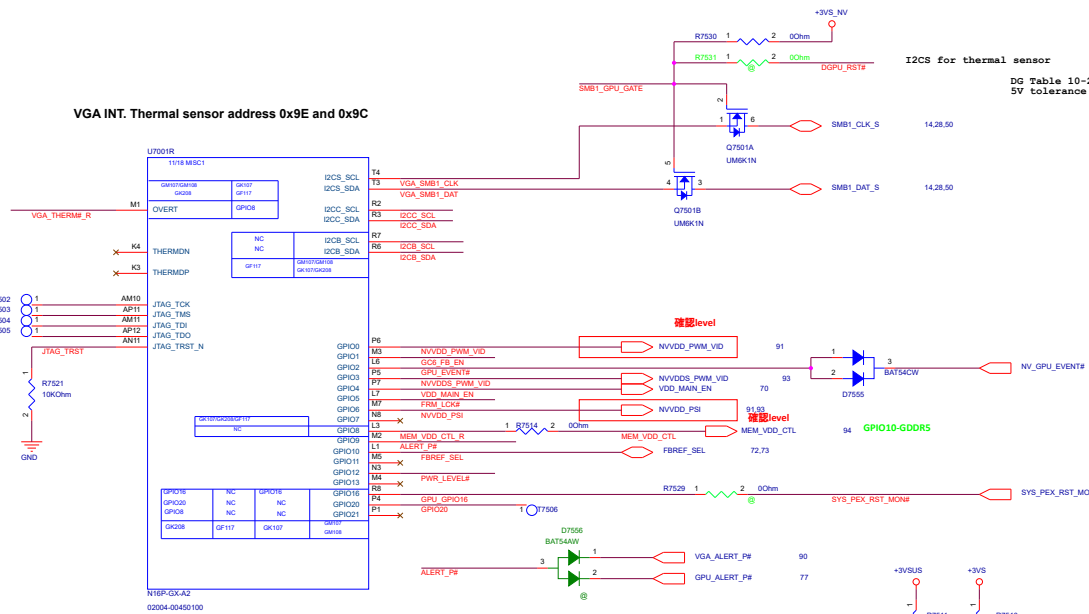 +3VS_NV
R7530 1 2 0Ohm
R7531 1 2 0Ohm
@
DGPU_RST#
I2CS for thermal sensor
DG Table 10-2
5V tolerance
SMB1_GPU_GATE
VGA INT. Thermal sensor address 0x9E and 0x9C
2
1 6
SMB1_CLK_S 14,28,50
Q7501A
UM6K1N
5
4 3
SMB1_DAT_S 14,28,50
Q7501B
UM6K1N
U7001R
11/18 MISC1
GM107/GM108
GK208
GK107
GF117
GPIO8
M1 OVERT
VGA_THERM#_R
I2CS_SCL T4
I2CS_SDA T3
VGA_SMB1_CLK
VGA_SMB1_DAT
I2CC_SCL R2
I2CC_SDA R3
I2CC_SCL
I2CC_SDA
NC
NC
GF117
GM107/GM108
GK107/GK208
I2CB_SCL R7
I2CB_SDA R6
I2CB_SCL
I2CB_SDA
K4 THERMDN
K3 THERMDP
502 1
503 1
504 1
505 1
AM10 JTAG_TCK
AP11 JTAG_TMS
AM11 JTAG_TDI
AP12 JTAG_TDO
AN11 JTAG_TRST_N
JTAG_TRST
1
R7521
10KOhm
2
GND
GPIO0 P6
GPIO1 M3 NVVDD_PWM_VID
GPIO2 L6 GC6_FB_EN
GPIO3 P5 GPU_EVENT#
GPIO4 P7 NVVDDS_PWM_VID
GPIO5 L7 VDD_MAIN_EN
GPIO6 M7 FRM_LCK#
GPIO7 N8 NVVDD_PSI
GPIO8 L3
GPIO9 M2 MEM_VDD_CTL_R
GPIO10 L1 ALERT_P#
GPIO11 M5 FBREF_SEL
GPIO12 N3
GPIO13 M4 PWR_LEVEL#
GPIO16 R8
GPIO20 P4 GPU_GPIO16
GPIO21 P1 GPIO20
GK107/GK208/GF117
NC
GPIO16 NC GPIO16
GPIO20 NC NC
GPIO8 NC NC
GK208 GF117 GK107 GM107
GM108
確認level
NVVDD_PWM_VID 91
NVVDDS_PWM_VID 93
VDD_MAIN_EN 70
NVVDD_PSI 91,93
確認level
R7514 1 2 0Ohm
MEM_VDD_CTL
MEM_VDD_CTL 94
GPIO10-GDDR5
FBREF_SEL 72,73
1
2
3
BAT54CW
D7555
NV_GPU_EVENT#
R7529 1 2 0Ohm
@
SYS_PEX_RST_MON#
SYS_PEX_RST_MO
1 T7506
D7556
BAT54AW
ALERT_P#
3
1
2
@
VGA_ALERT_P# 90
GPU_ALERT_P# 77
N16P-GX-A2
02004-00450100
+3VSUS
+3VS
1
1